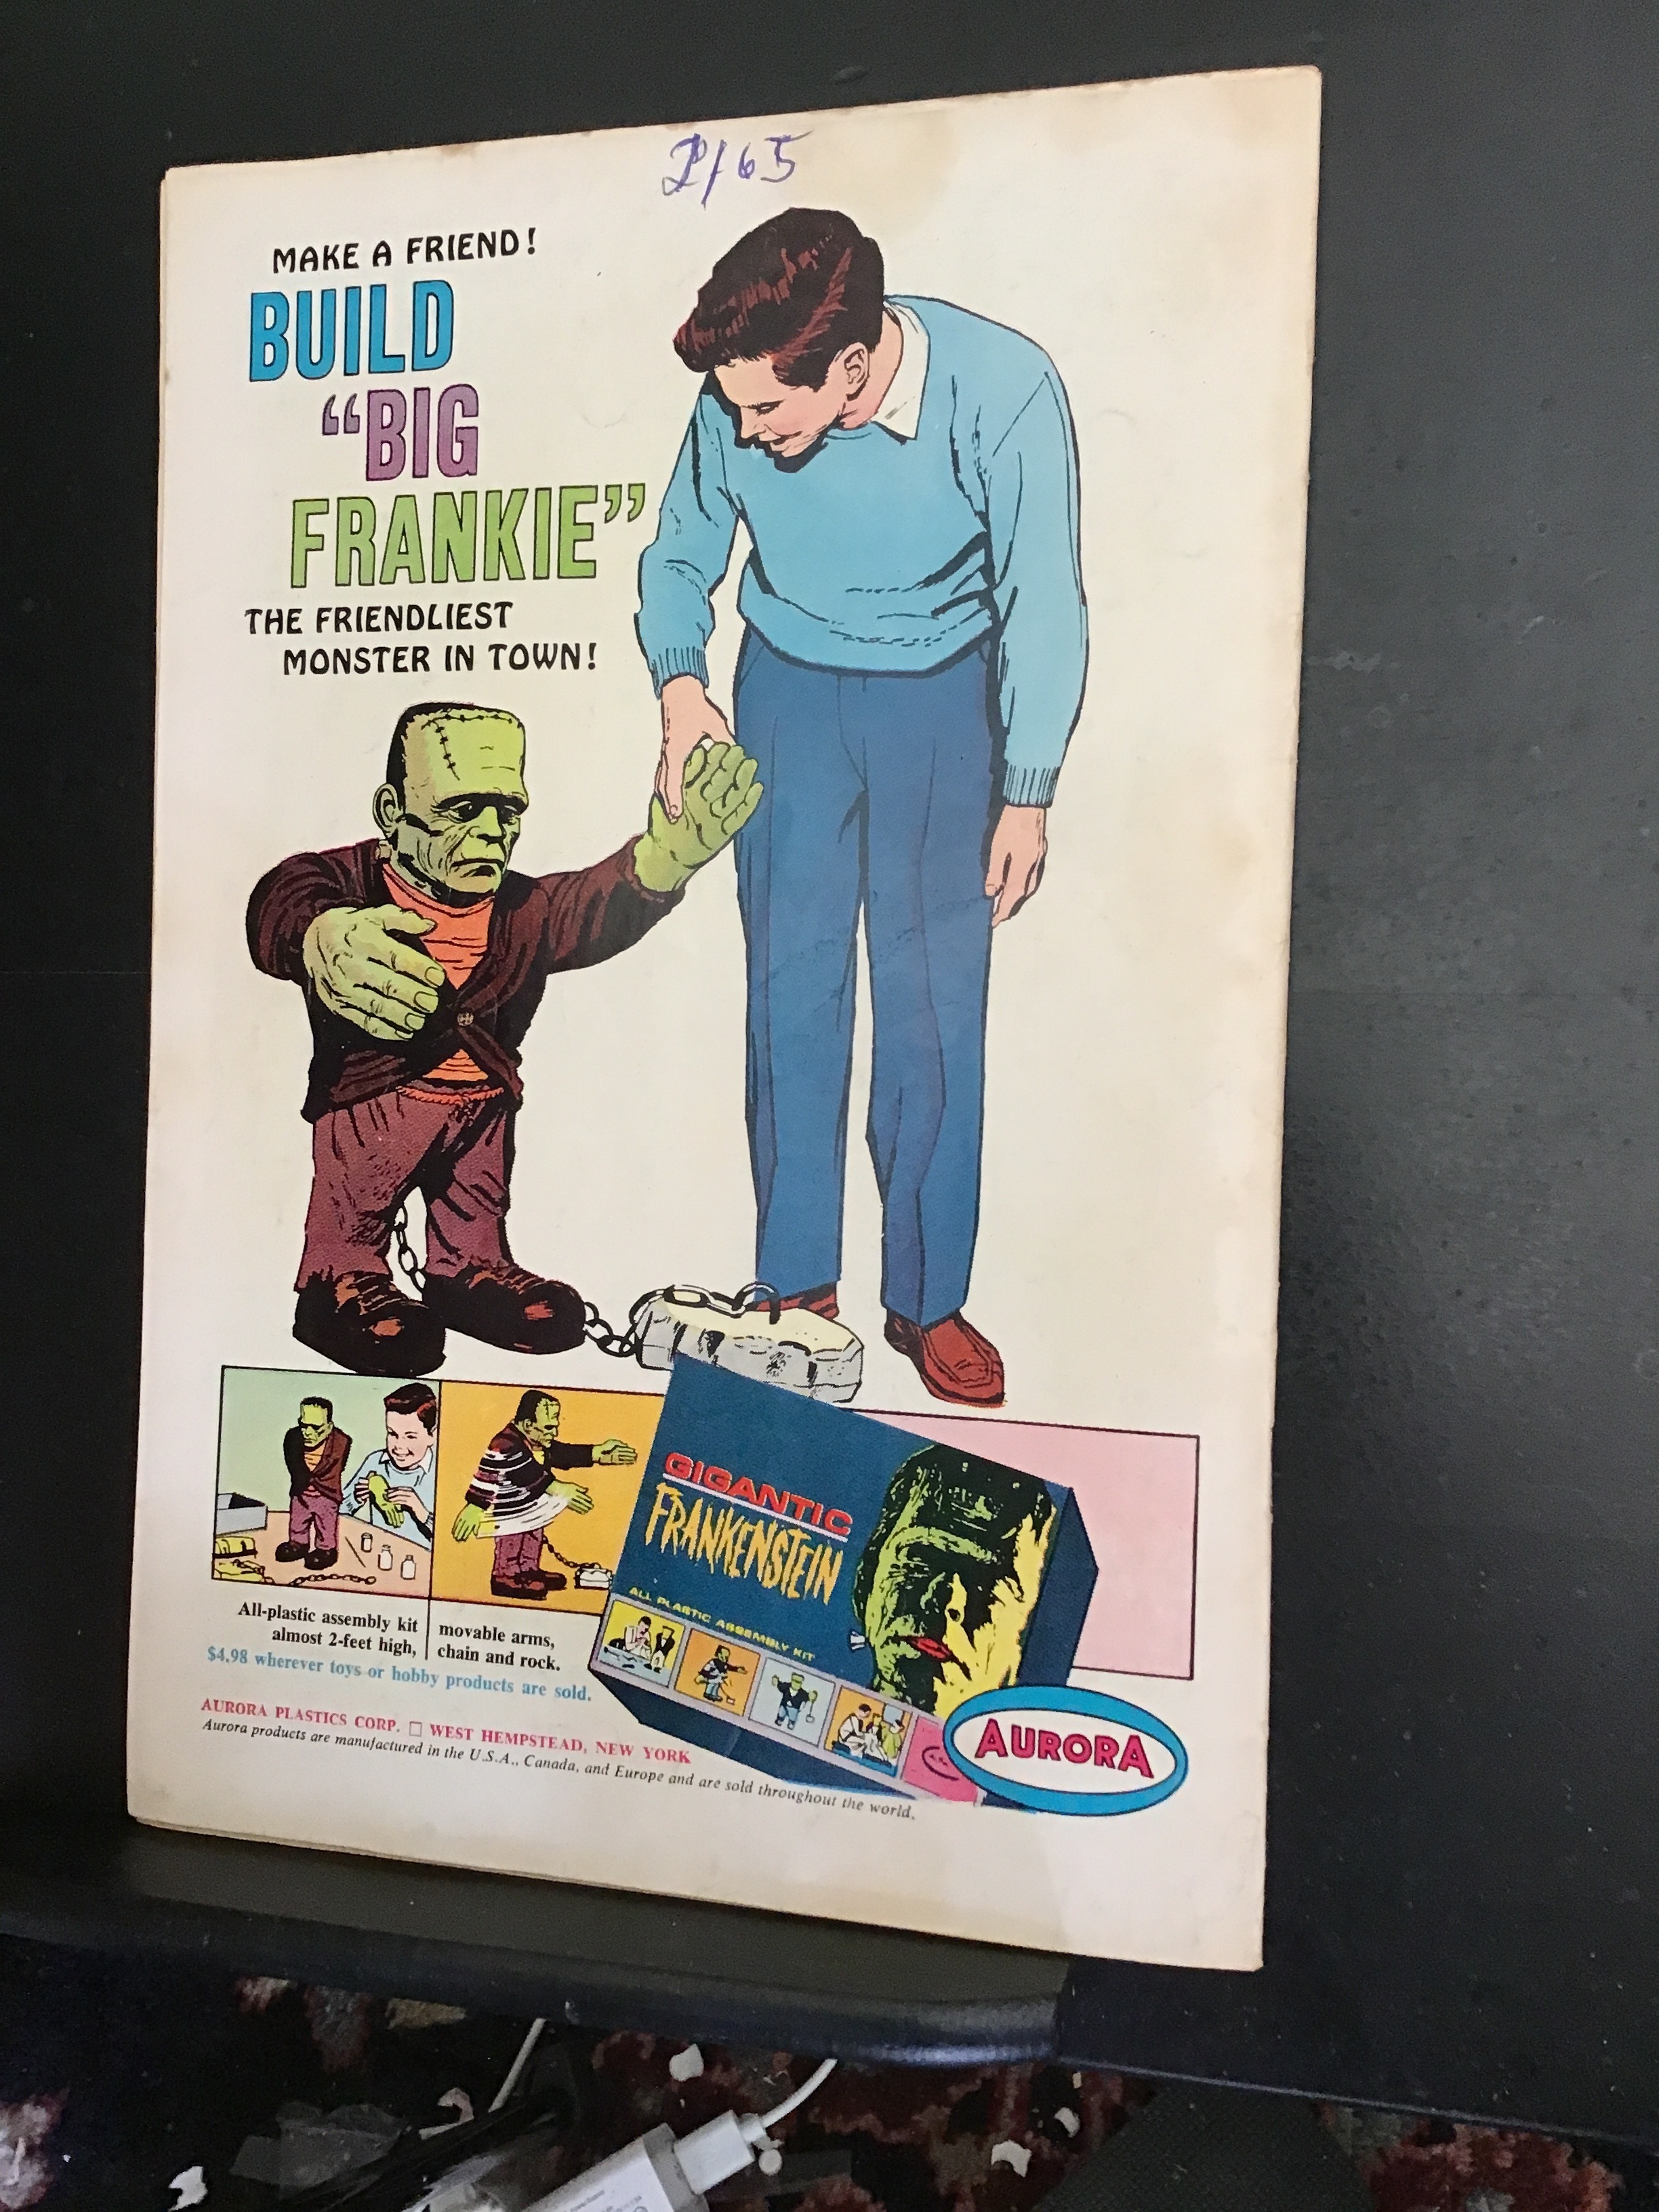 2/65
MAKE A FRIEND!
BUILD
“BIG
FRANKIE”
THE FRIENDLIEST
MONSTER IN TOWN!
GIGANTIC
FRANKENSTEIN
ALL PLASTIC ASSEMBLY KIT
All-plastic assembly kit
almost 2-feet high,
movable arms,
chain and rock.
$4.98 wherever toys or hobby products are sold.
AURORA PLASTICS CORP. □ WEST HEMPSTEAD, NEW YORK
Aurora products are manufactured in the U.S.A., Canada, and Europe and are sold throughout the world.
AURORA